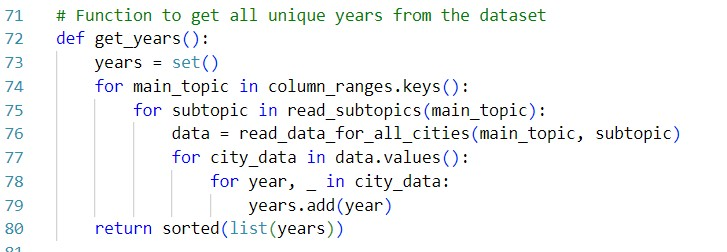 71 # Function to get all unique years from the dataset
72 def get_years():
73     years = set()
74     for main_topic in column_ranges.keys():
75         for subtopic in read_subtopics(main_topic):
76             data = read_data_for_all_cities(main_topic, subtopic)
77             for city_data in data.values():
78                 for year, _ in city_data:
79                     years.add(year)
80     return sorted(list(years))